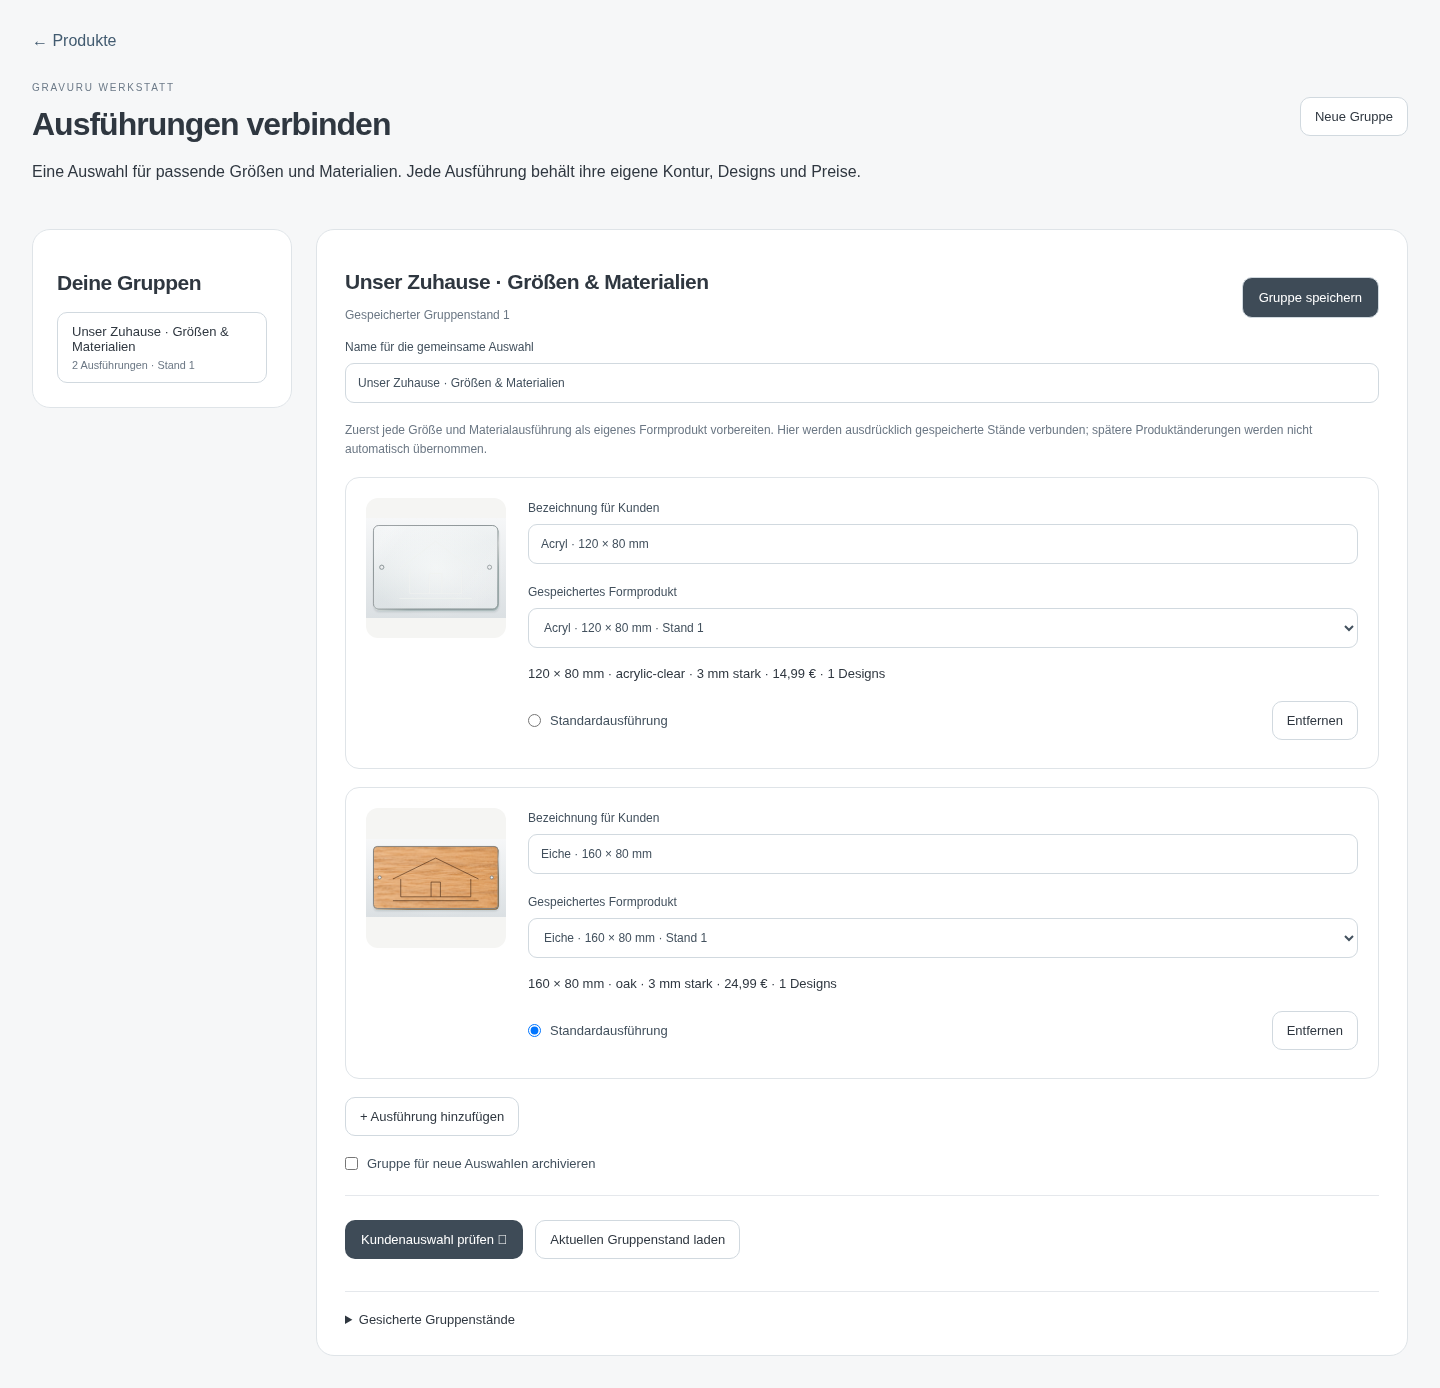 ← Produkte
GRAVURU WERKSTATT
Ausführungen verbinden
Neue Gruppe
Eine Auswahl für passende Größen und Materialien. Jede Ausführung behält ihre eigene Kontur, Designs und Preise.
Deine Gruppen
Unser Zuhause · Größen &
Materialien
2 Ausführungen · Stand 1
Unser Zuhause · Größen & Materialien
Gespeicherter Gruppenstand 1
Gruppe speichern
Name für die gemeinsame Auswahl
Unser Zuhause · Größen & Materialien
Zuerst jede Größe und Materialausführung als eigenes Formprodukt vorbereiten. Hier werden ausdrücklich gespeicherte Stände verbunden; spätere Produktänderungen werden nicht
automatisch übernommen.
Bezeichnung für Kunden
Acryl · 120 × 80 mm
Gespeichertes Formprodukt
Acryl · 120 × 80 mm · Stand 1
120 × 80 mm · acrylic-clear · 3 mm stark · 14,99 € · 1 Designs
Standardausführung
Entfernen
Bezeichnung für Kunden
Eiche · 160 × 80 mm
Gespeichertes Formprodukt
Eiche · 160 × 80 mm · Stand 1
160 × 80 mm · oak · 3 mm stark · 24,99 € · 1 Designs
Standardausführung
Entfernen
+ Ausführung hinzufügen
Gruppe für neue Auswahlen archivieren
Kundenauswahl prüfen
Aktuellen Gruppenstand laden
Gesicherte Gruppenstände